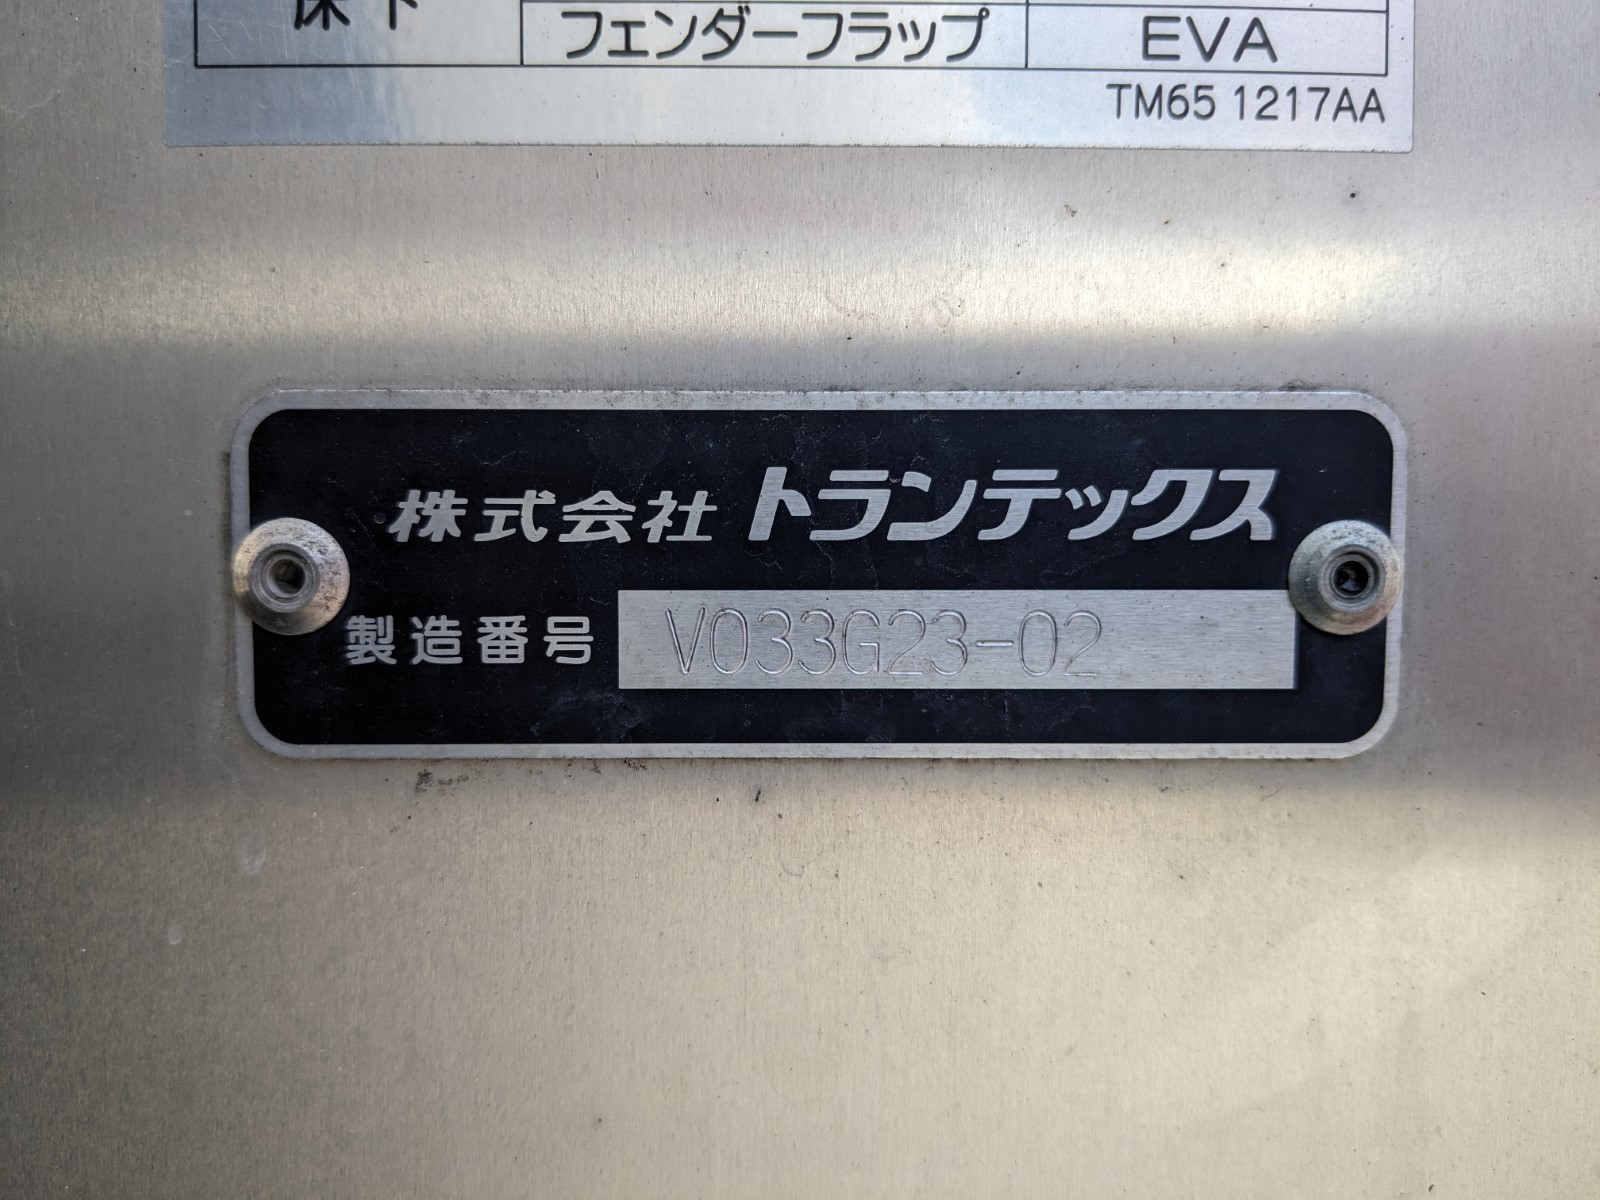 床下
フェンダーフラップ EVA
TM65 1217AA
株式会社 トランテックス
製造番号 V033G23-02